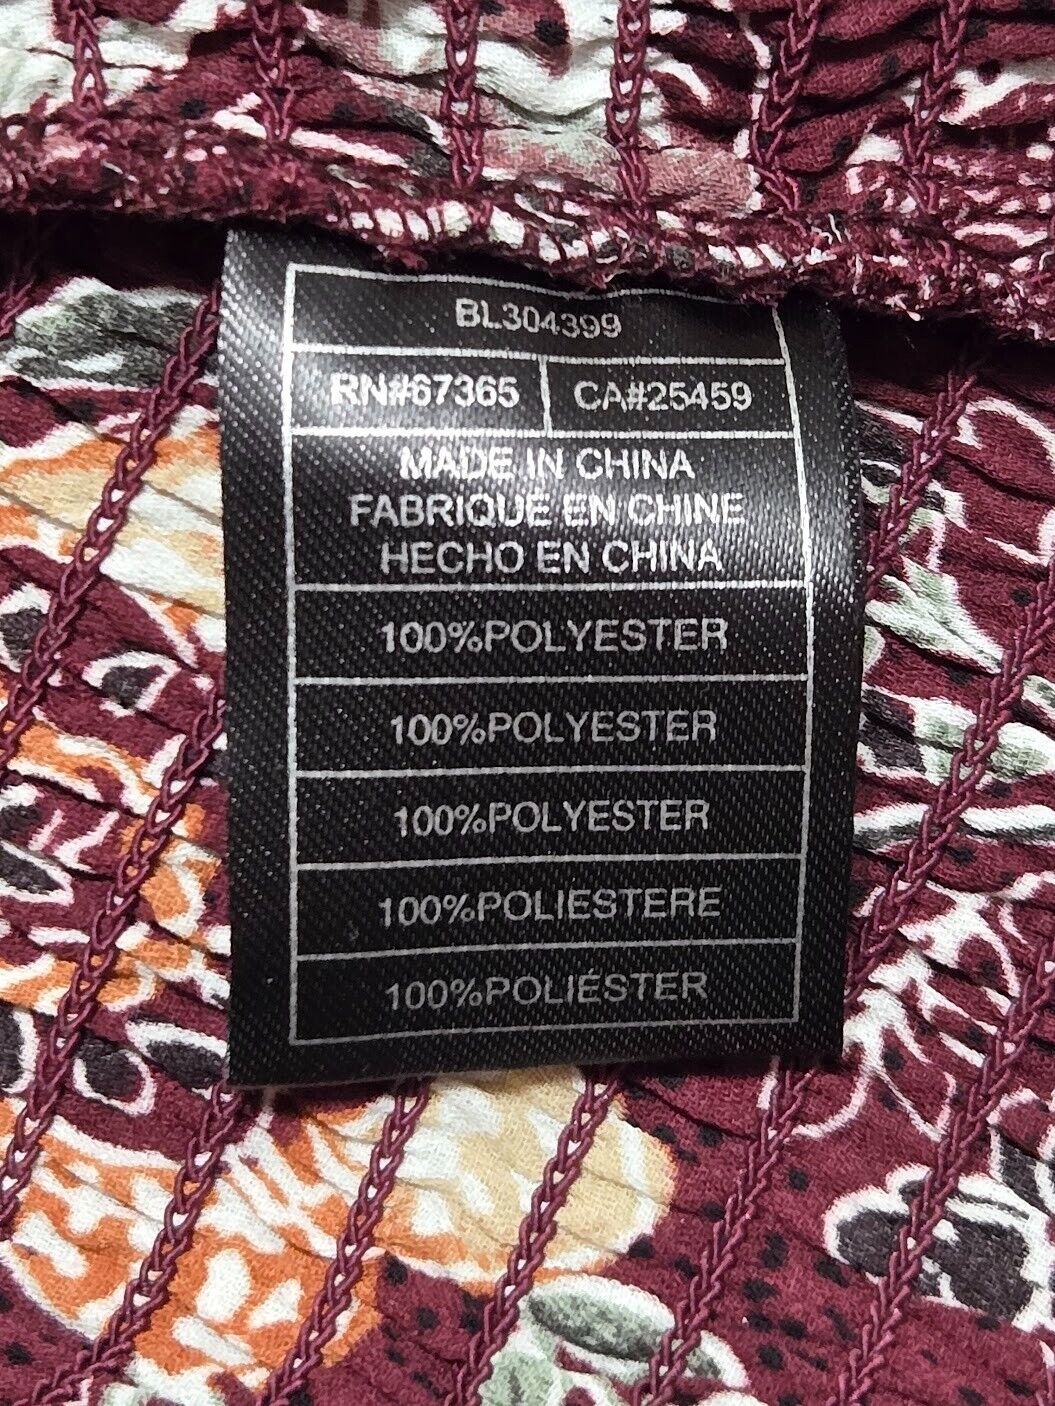 BL304399
RN#67365 CA#25459
MADE IN CHINA
FABRIQUE EN CHINE
HECHO EN CHINA
100%POLYESTER
100%POLYESTER
100%POLYESTER
100%POLIESTERE
100%POLIÉSTER